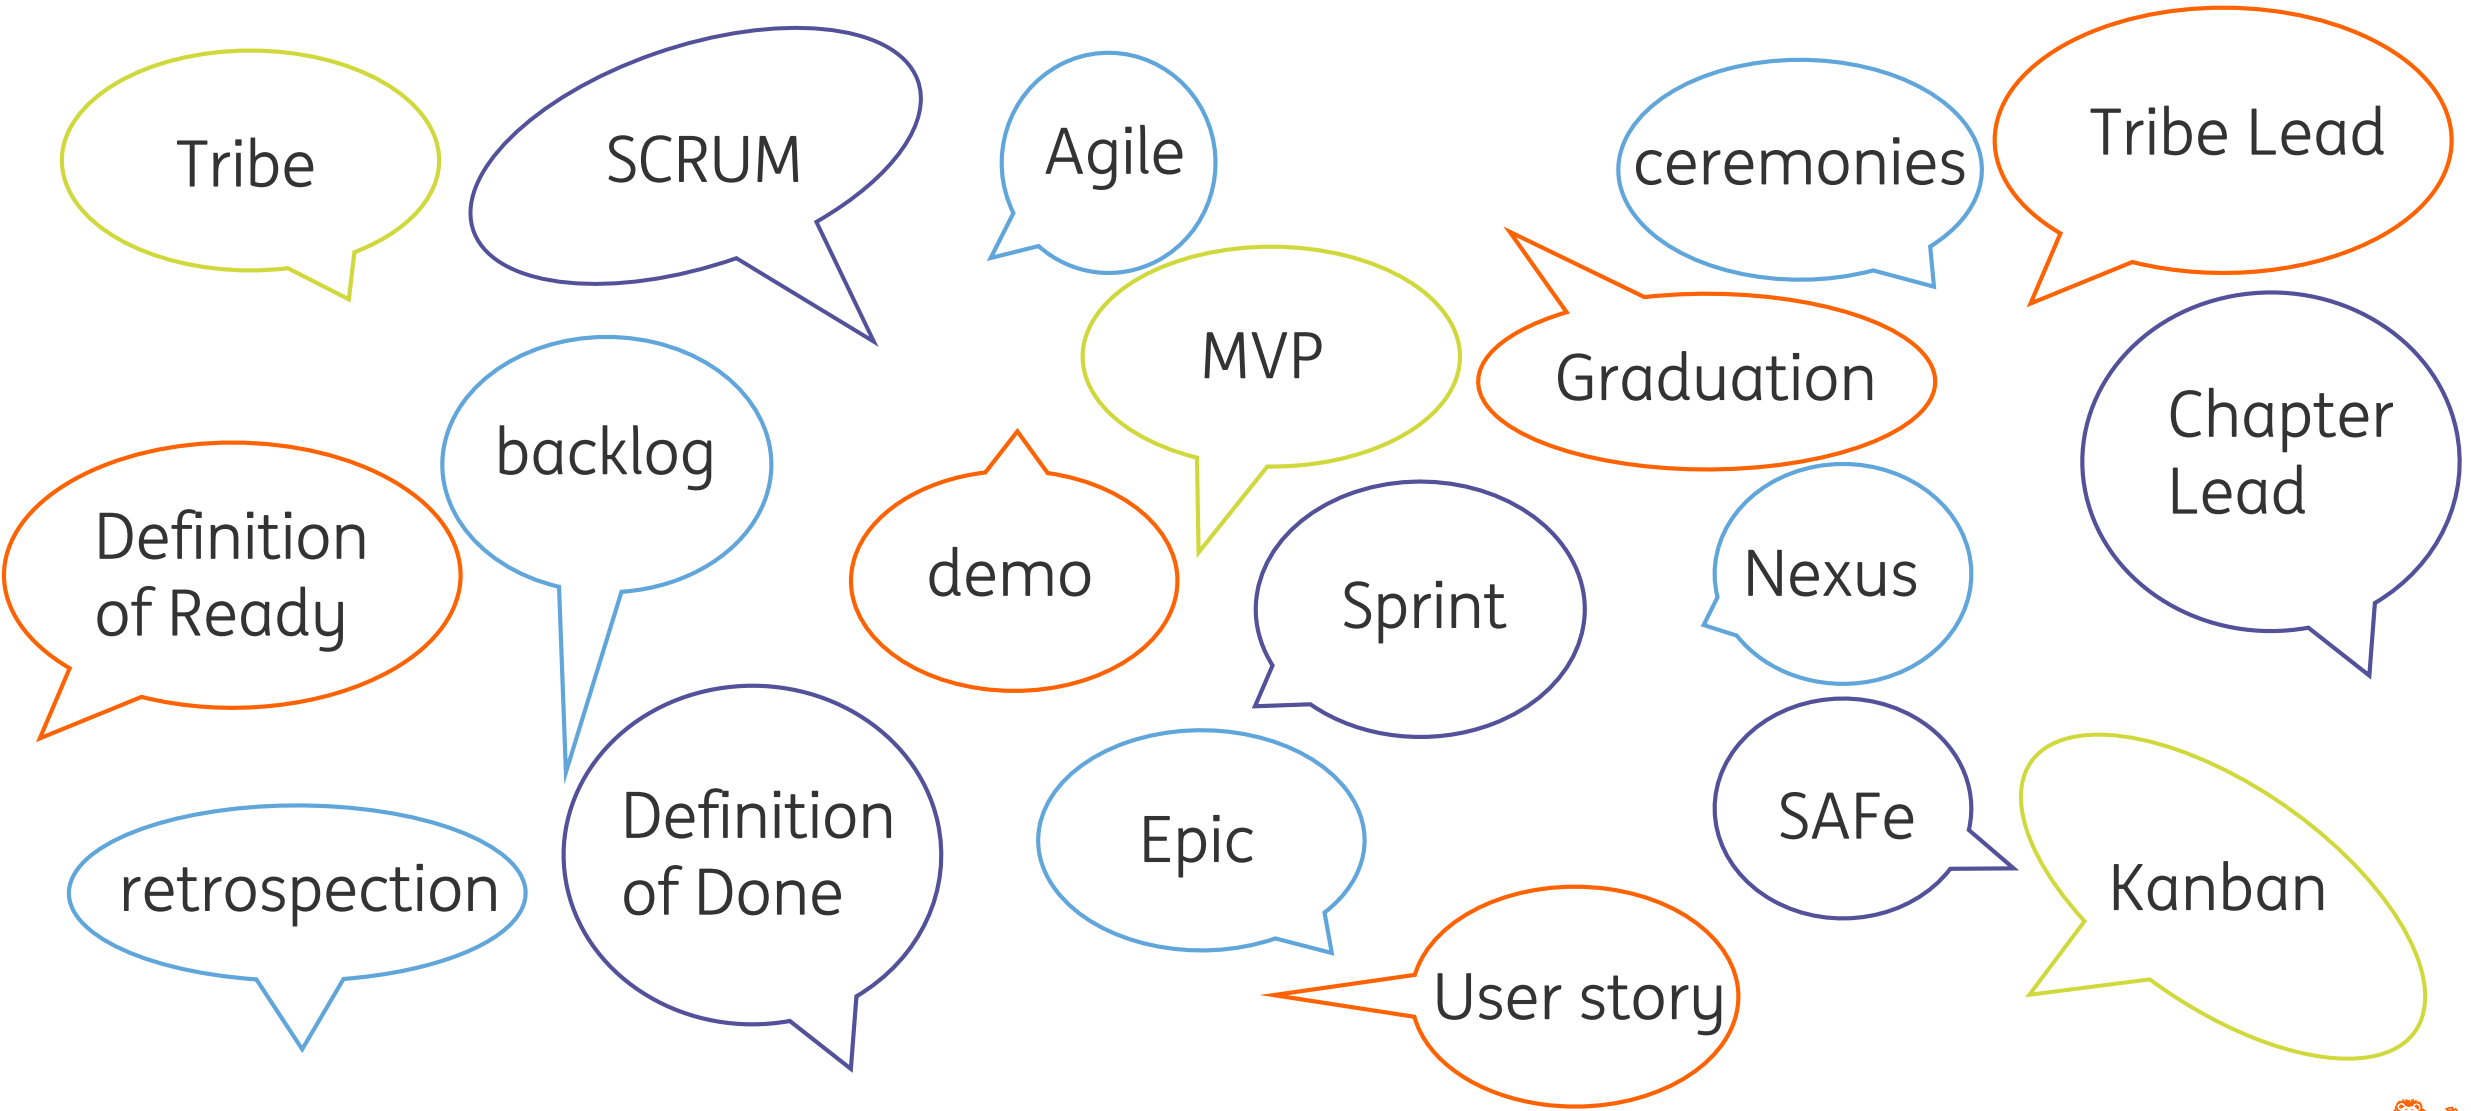 Tribe
SCRUM
Agile
ceremonies
Tribe Lead
MVP
Graduation
Chapter
Lead
backlog
Definition
of Ready
demo
Sprint
Nexus
Definition
of Done
Epic
SAFe
Kanban
retrospection
User story